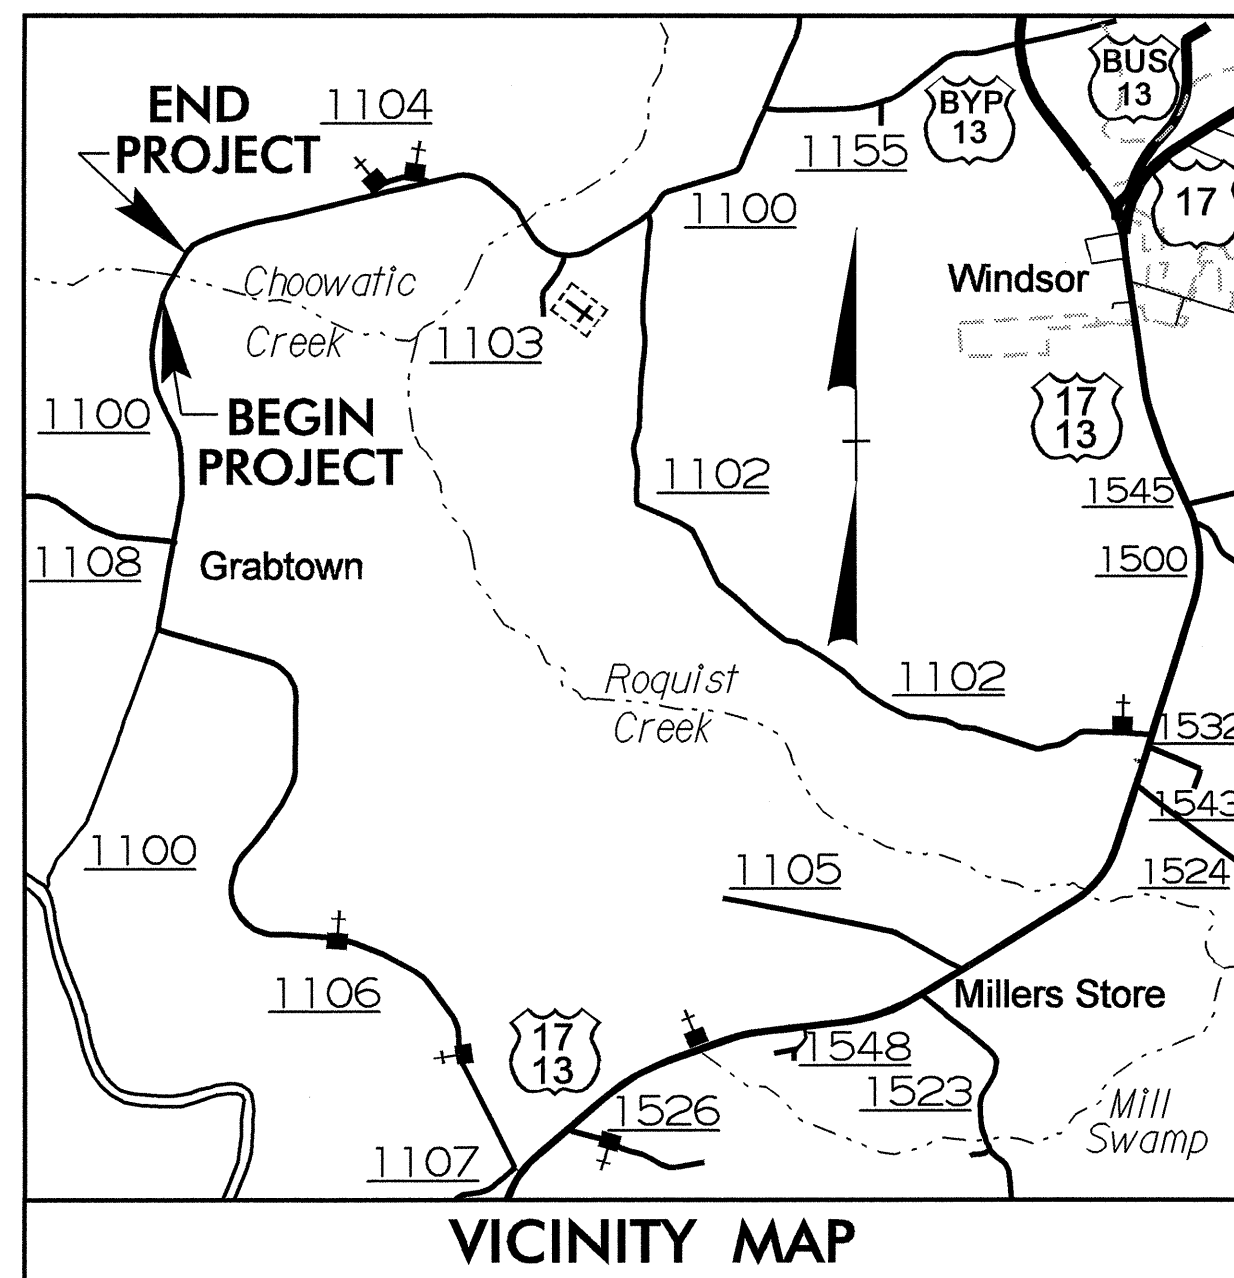 END
PROJECT
1104
BYP
13
BUS
13
1155
1100
17
Choowatic
Creek
Windsor
1103
BEGIN
PROJECT
1100
17
13
1102
1545
1108
Grabtown
1500
Roquist
Creek
1102
1532
1543
1100
1105
1524
1106
Millers Store
17
13
1548
1523
1526
Mill
Swamp
1107
VICINITY MAP